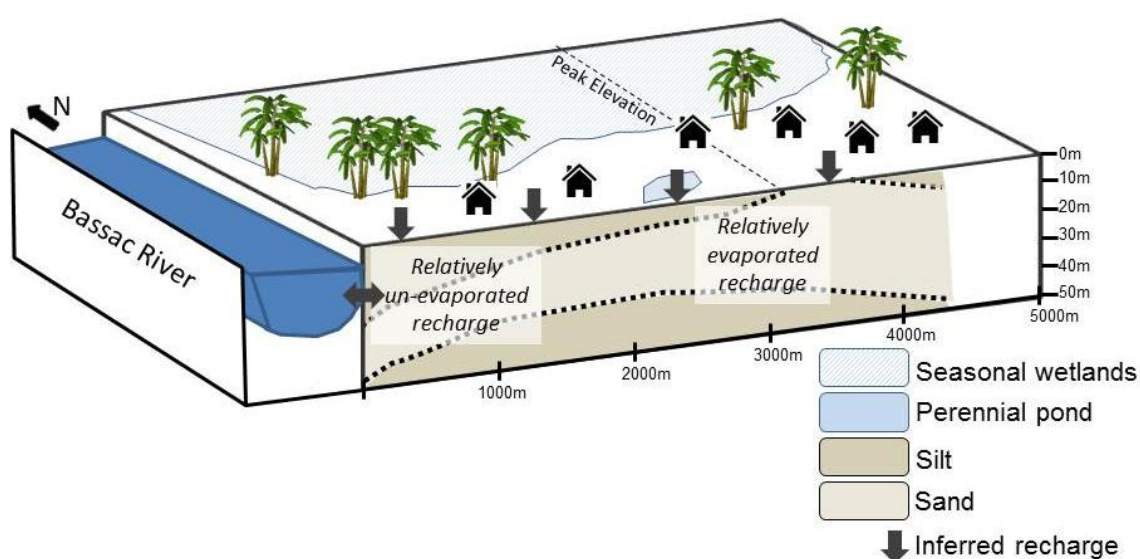 N
Bassac River
Peak Elevation
Relatively
un-evaporated
recharge
Relatively
evaporated
recharge
0m
10m
20m
30m
40m
50m
1000m
2000m
3000m
4000m
5000m
Seasonal wetlands
Perennial pond
Silt
Sand
Inferred recharge